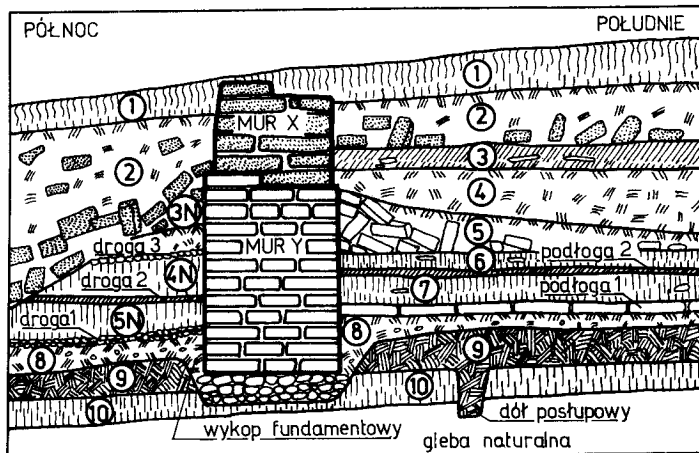 PÓŁNOC POŁUDNIE
1
1
MUR X
2
2
3
4
3N
5
droga 3
MUR Y
podłoga 2
6
4N
droga 2
7
podłoga 1
droga 1
5N
8
8
9
9
10
10
dół posłupowy
wykop fundamentowy
gleba naturalna